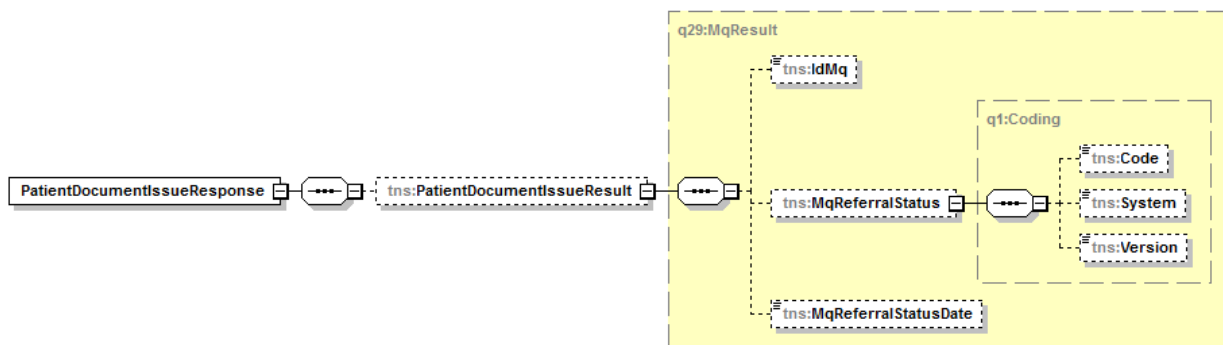 q29:MqResult
tns:IdMq
q1:Coding
tns:Code
PatientDocumentIssueResponse
tns:PatientDocumentIssueResult
tns:MqReferralStatus
tns:System
tns:Version
tns:MqReferralStatusDate